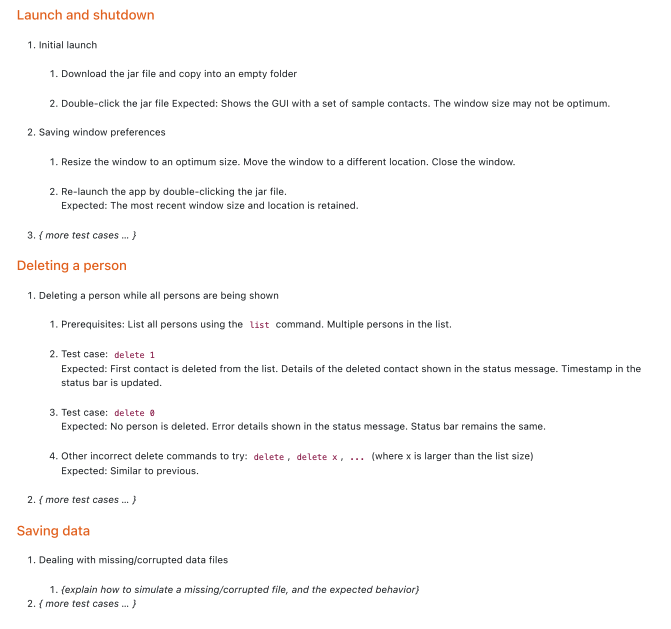 Launch and shutdown
1. Initial launch
1. Download the jar file and copy into an empty folder
2. Double-click the jar file Expected: Shows the GUI with a set of sample contacts. The window size may not be optimum.
2. Saving window preferences
1. Resize the window to an optimum size. Move the window to a different location. Close the window.
2. Re-launch the app by double-clicking the jar file.
Expected: The most recent window size and location is retained.
3. { more test cases … }
Deleting a person
1. Deleting a person while all persons are being shown
1. Prerequisites: List all persons using the list command. Multiple persons in the list.
2. Test case: delete 1
Expected: First contact is deleted from the list. Details of the deleted contact shown in the status message. Timestamp in the
status bar is updated.
3. Test case: delete 0
Expected: No person is deleted. Error details shown in the status message. Status bar remains the same.
4. Other incorrect delete commands to try: delete, delete x, ... (where x is larger than the list size)
Expected: Similar to previous.
2. { more test cases … }
Saving data
1. Dealing with missing/corrupted data files
1. {explain how to simulate a missing/corrupted file, and the expected behavior}
2. { more test cases … }